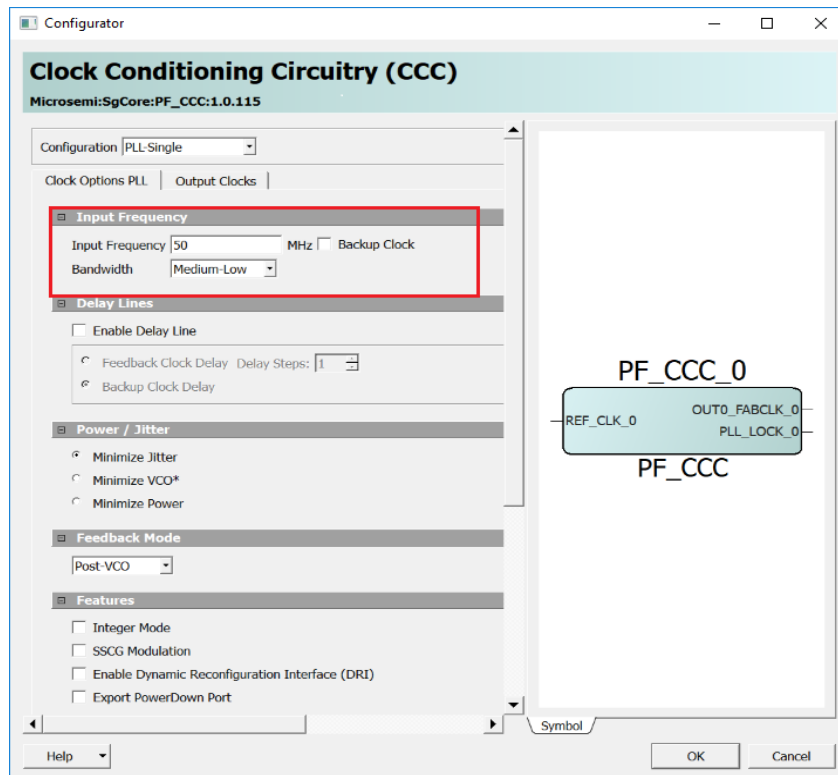 Configurator
Clock Conditioning Circuitry (CCC)
Microsemi:SgCore:PF_CCC:1.0.115
Configuration PLL-Single
Clock Options PLL Output Clocks
Input Frequency
Input Frequency 50 MHz Backup Clock
Bandwidth Medium-Low
Delay Lines
Enable Delay Line
Feedback Clock Delay Delay Steps: 1
Backup Clock Delay
Power / Jitter
Minimize Jitter
Minimize VCO*
Minimize Power
Feedback Mode
Post-VCO
Features
Integer Mode
SSCG Modulation
Enable Dynamic Reconfiguration Interface (DRI)
Export PowerDown Port
PF_CCC_0
REF_CLK_0
OUT0_FABCLK_0
PLL_LOCK_0
PF_CCC
Symbol
Help
OK Cancel